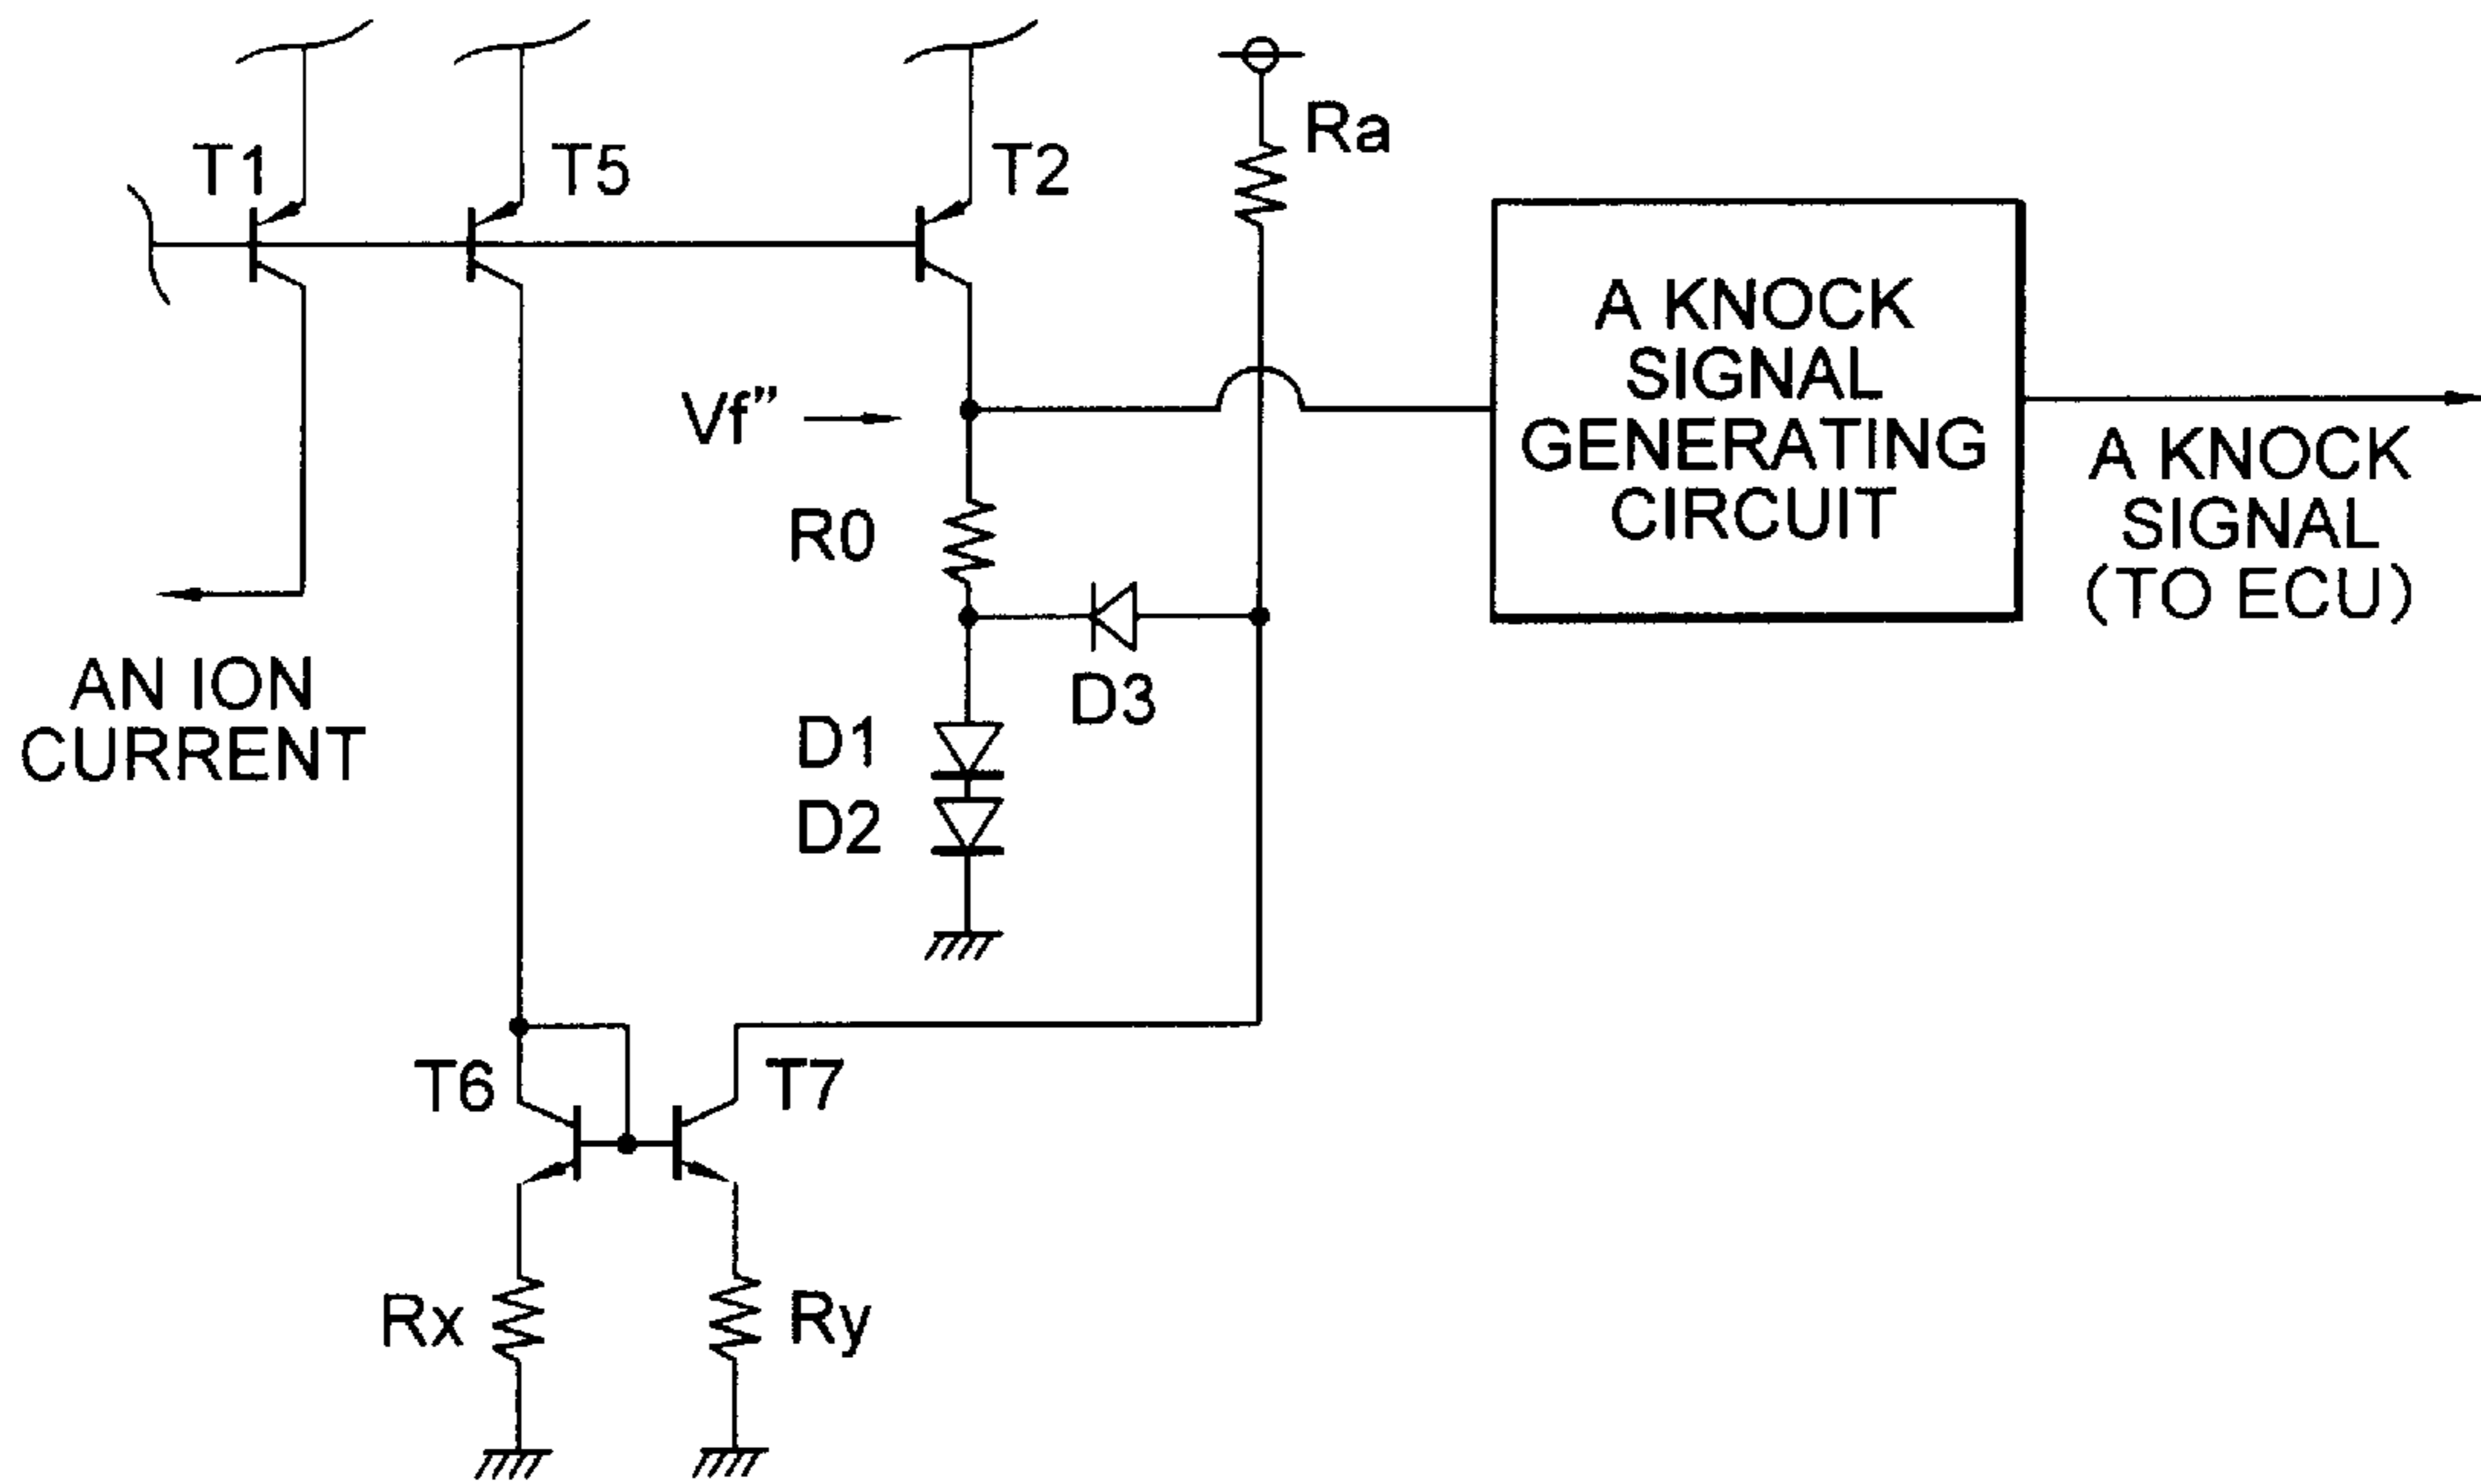 T1
T5
T2
Ra
Vf”
A KNOCK
SIGNAL
GENERATING
CIRCUIT
A KNOCK
SIGNAL
(TO ECU)
R0
AN ION
CURRENT
D3
D1
D2
T6
T7
Rx
Ry